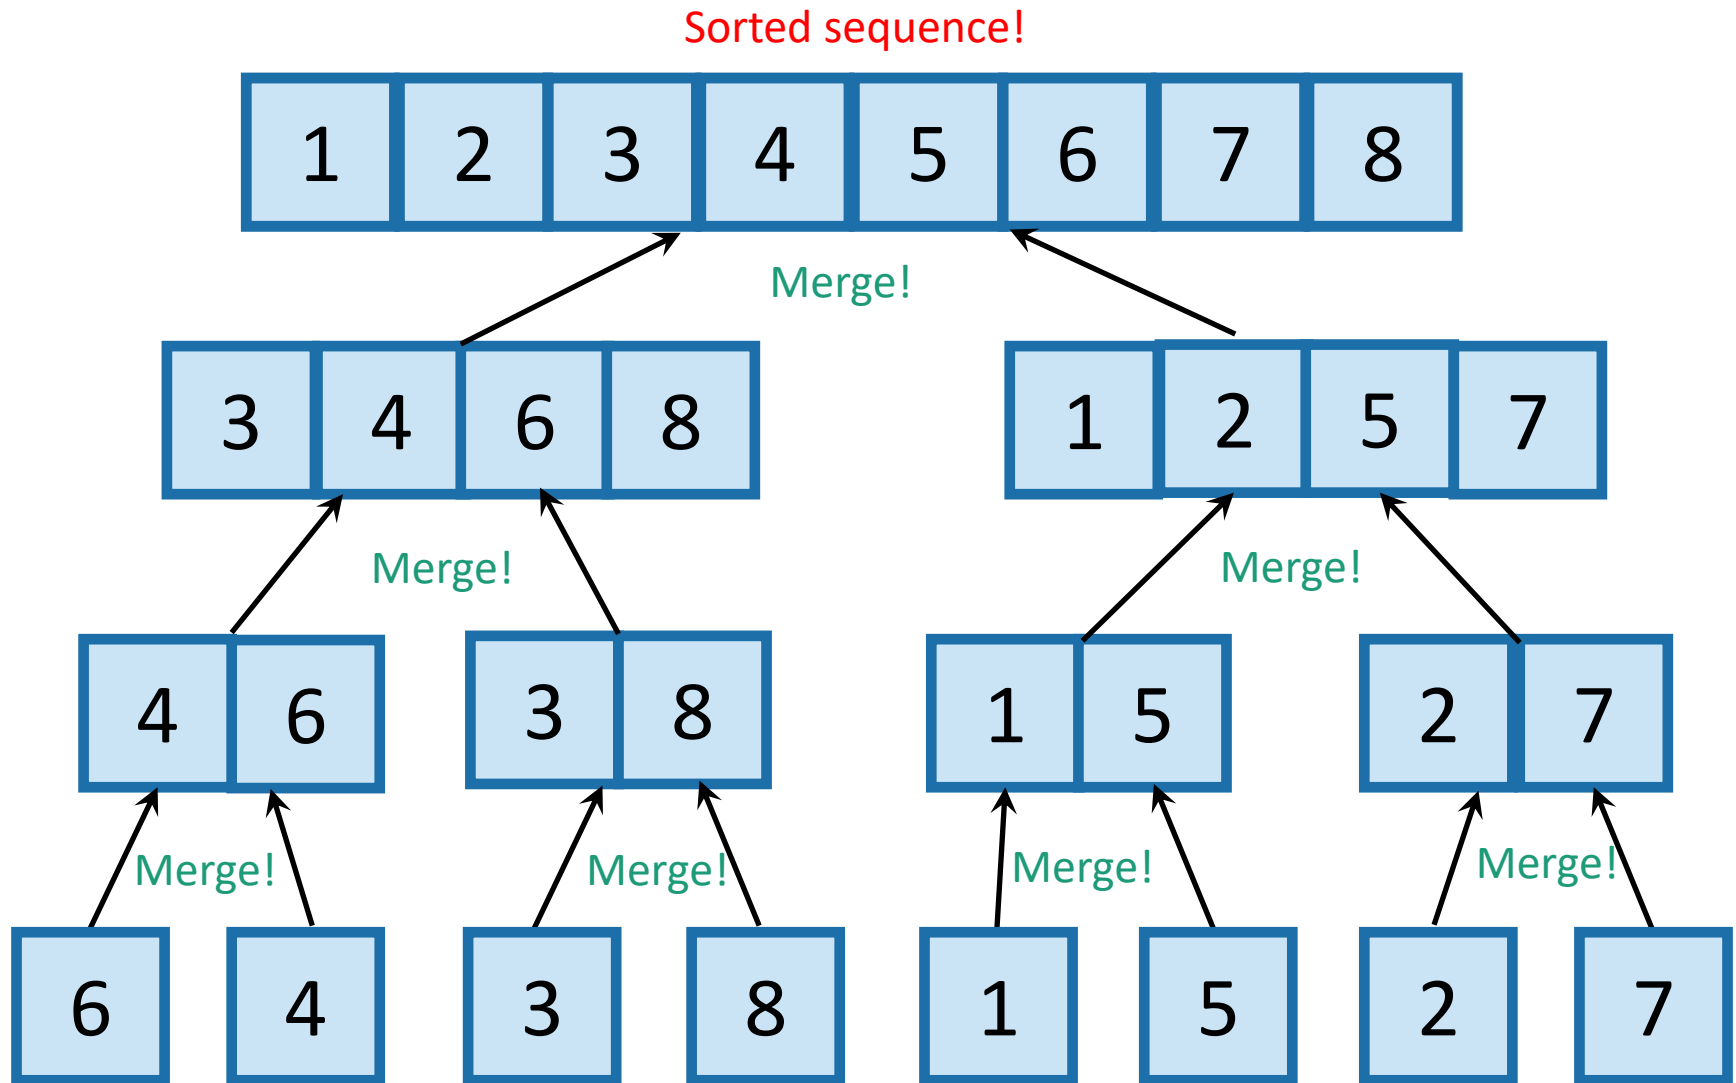 Sorted sequence!
1 2 3 4 5 6 7 8
Merge!
3 4 6 8 1 2 5 7
Merge! Merge!
4 6 3 8 1 5 2 7
Merge! Merge! Merge! Merge!
6 4 3 8 1 5 2 7